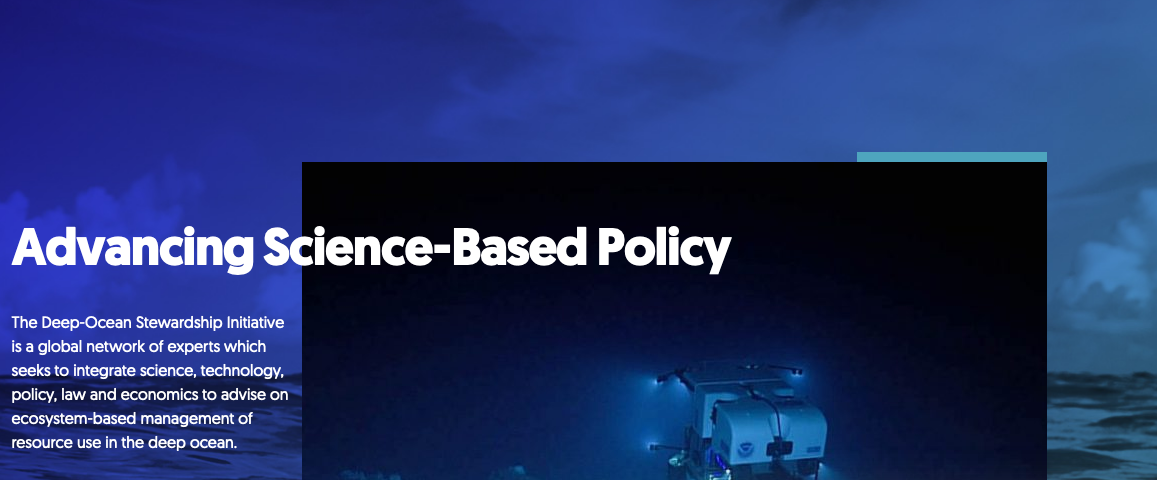 Advancing Science-Based Policy
The Deep-Ocean Stewardship Initiative
is a global network of experts which
seeks to integrate science, technology,
policy, law and economics to advise on
ecosystem-based management of
resource use in the deep ocean.